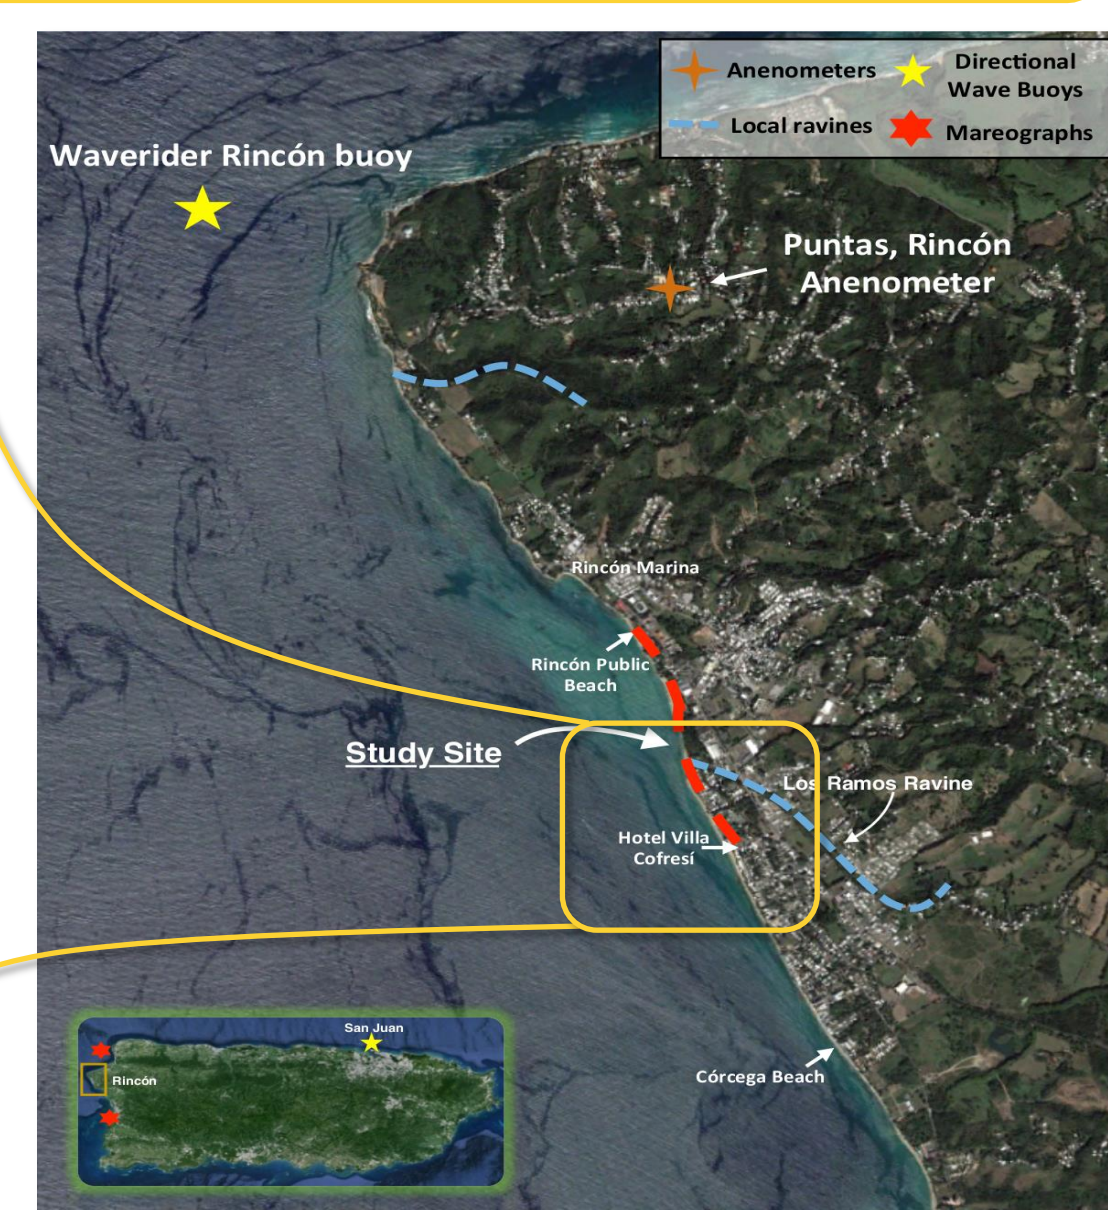 Anenometers
Directional
Wave Buoys
Local ravines
Mareographs
Waverider Rincón buoy
Puntas, Rincón
Anenometer
Rincón Marina
Rincón Public
Beach
Study Site
Los Ramos Ravine
Hotel Villa
Cofresí
Córcega Beach
San Juan
Rincón